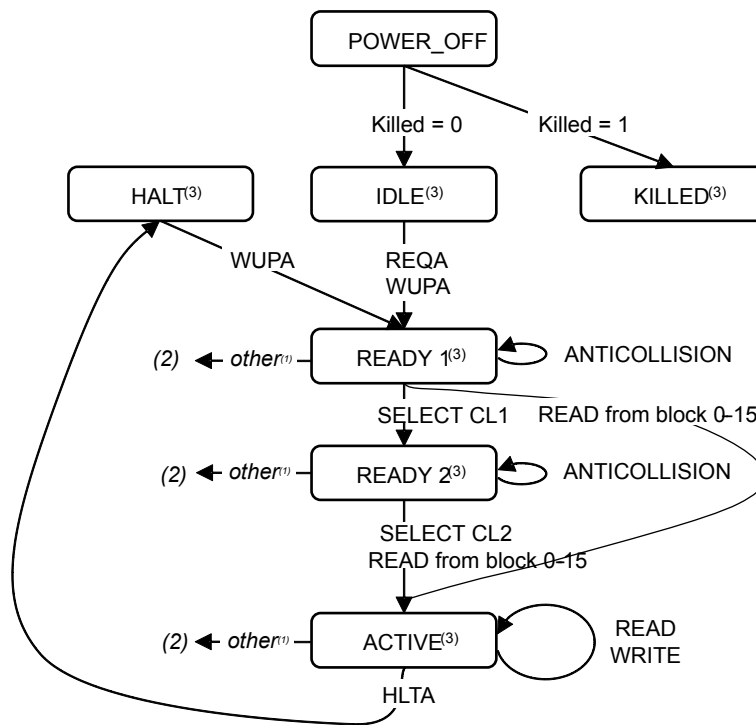 POWER_OFF
Killed = 0
Killed = 1
HALT(3)
IDLE(3)
KILLED(3)
WUPA
REQA
WUPA
(2)
other(1)
READY 1(3)
ANTICOLLISION
SELECT CL1
READ from block 0-15
(2)
other(1)
READY 2(3)
ANTICOLLISION
SELECT CL2
READ from block 0-15
(2)
other(1)
ACTIVE(3)
READ
WRITE
HLTA